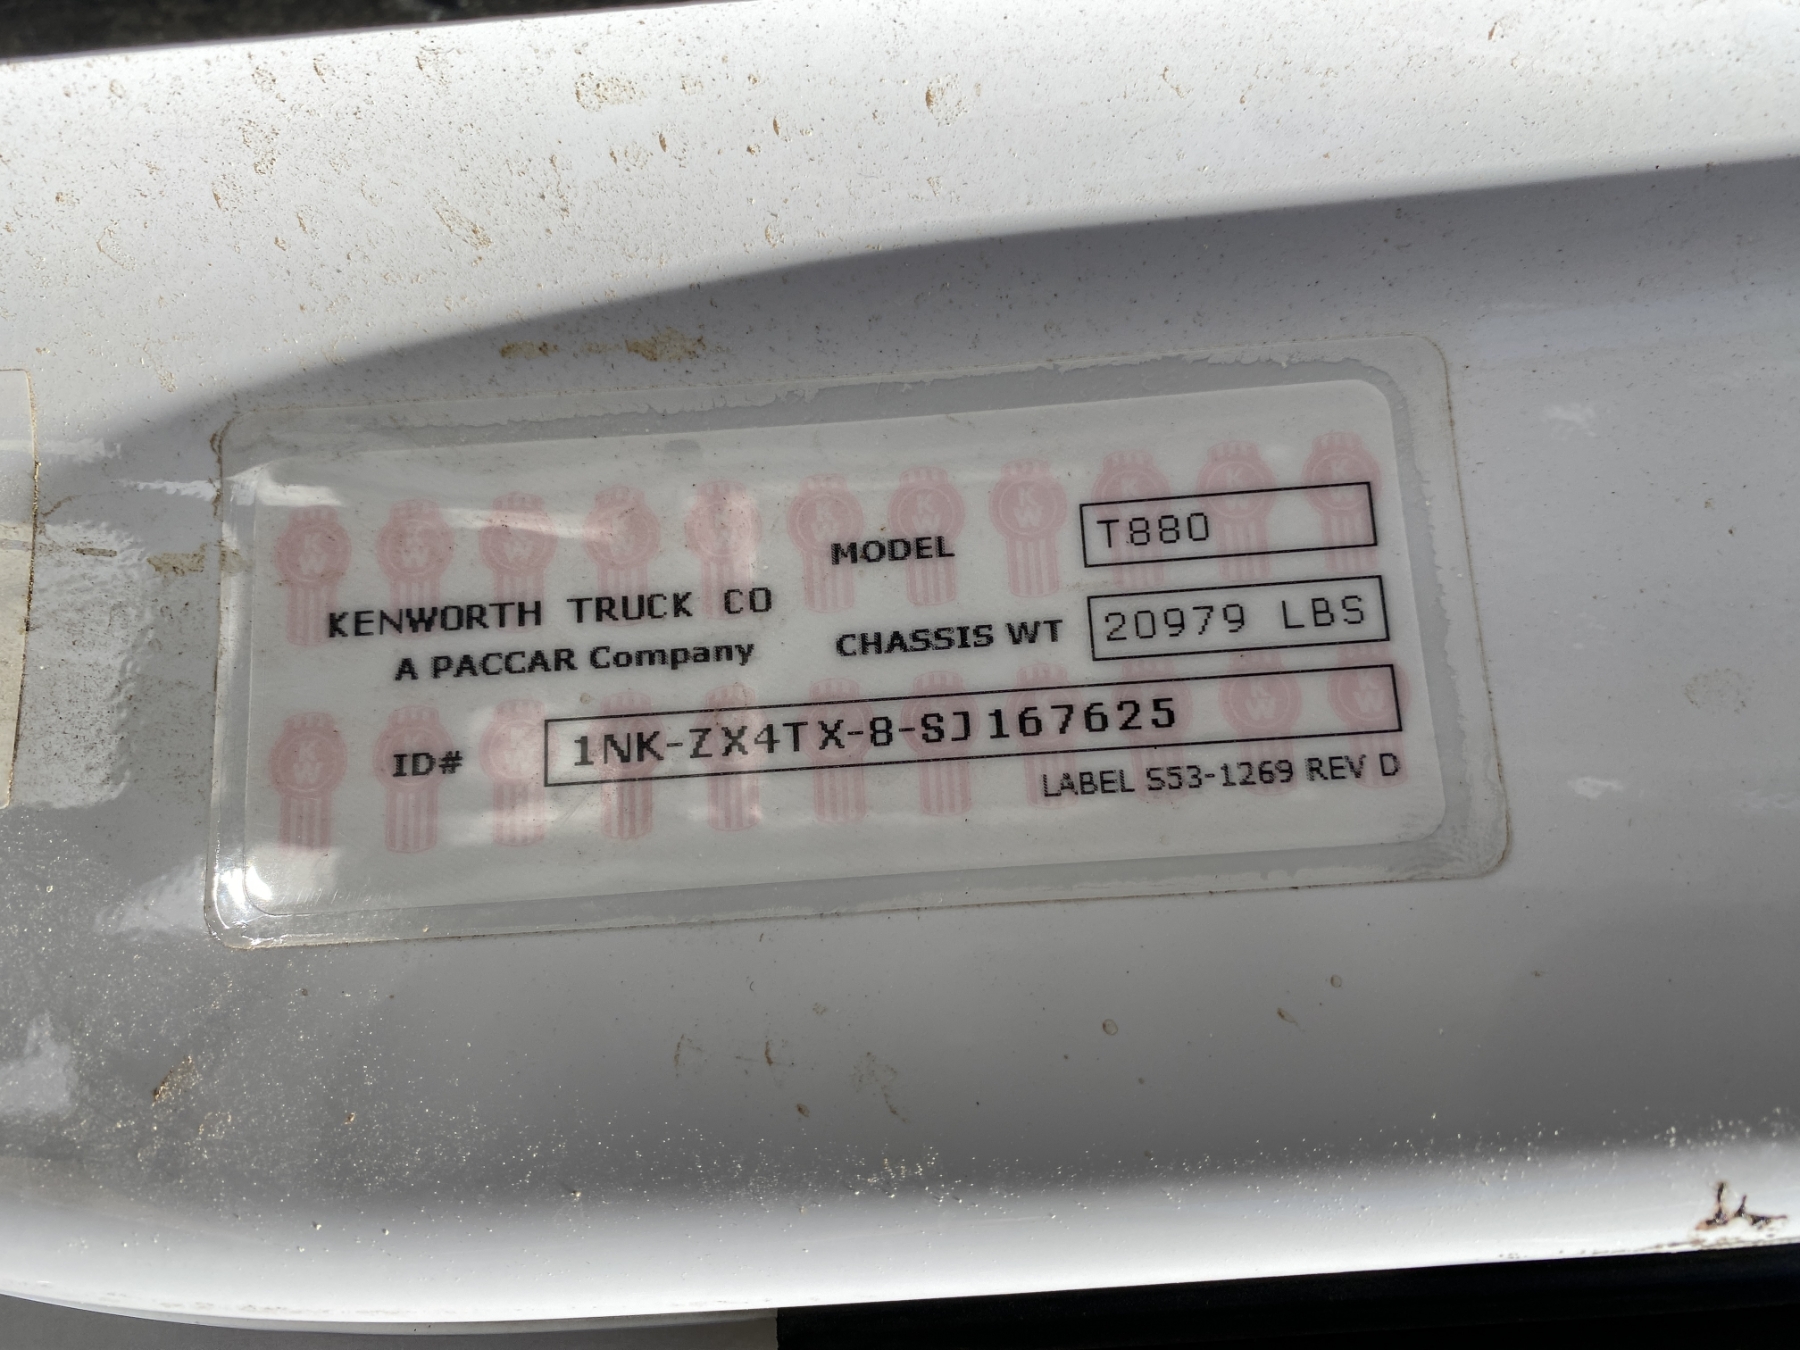 MODEL T880
KENWORTH TRUCK CO
A PACCAR Company
CHASSIS WT 20979 LBS
ID# 1NK-ZX4TX-8-SJ167625
LABEL S53-1269 REV D